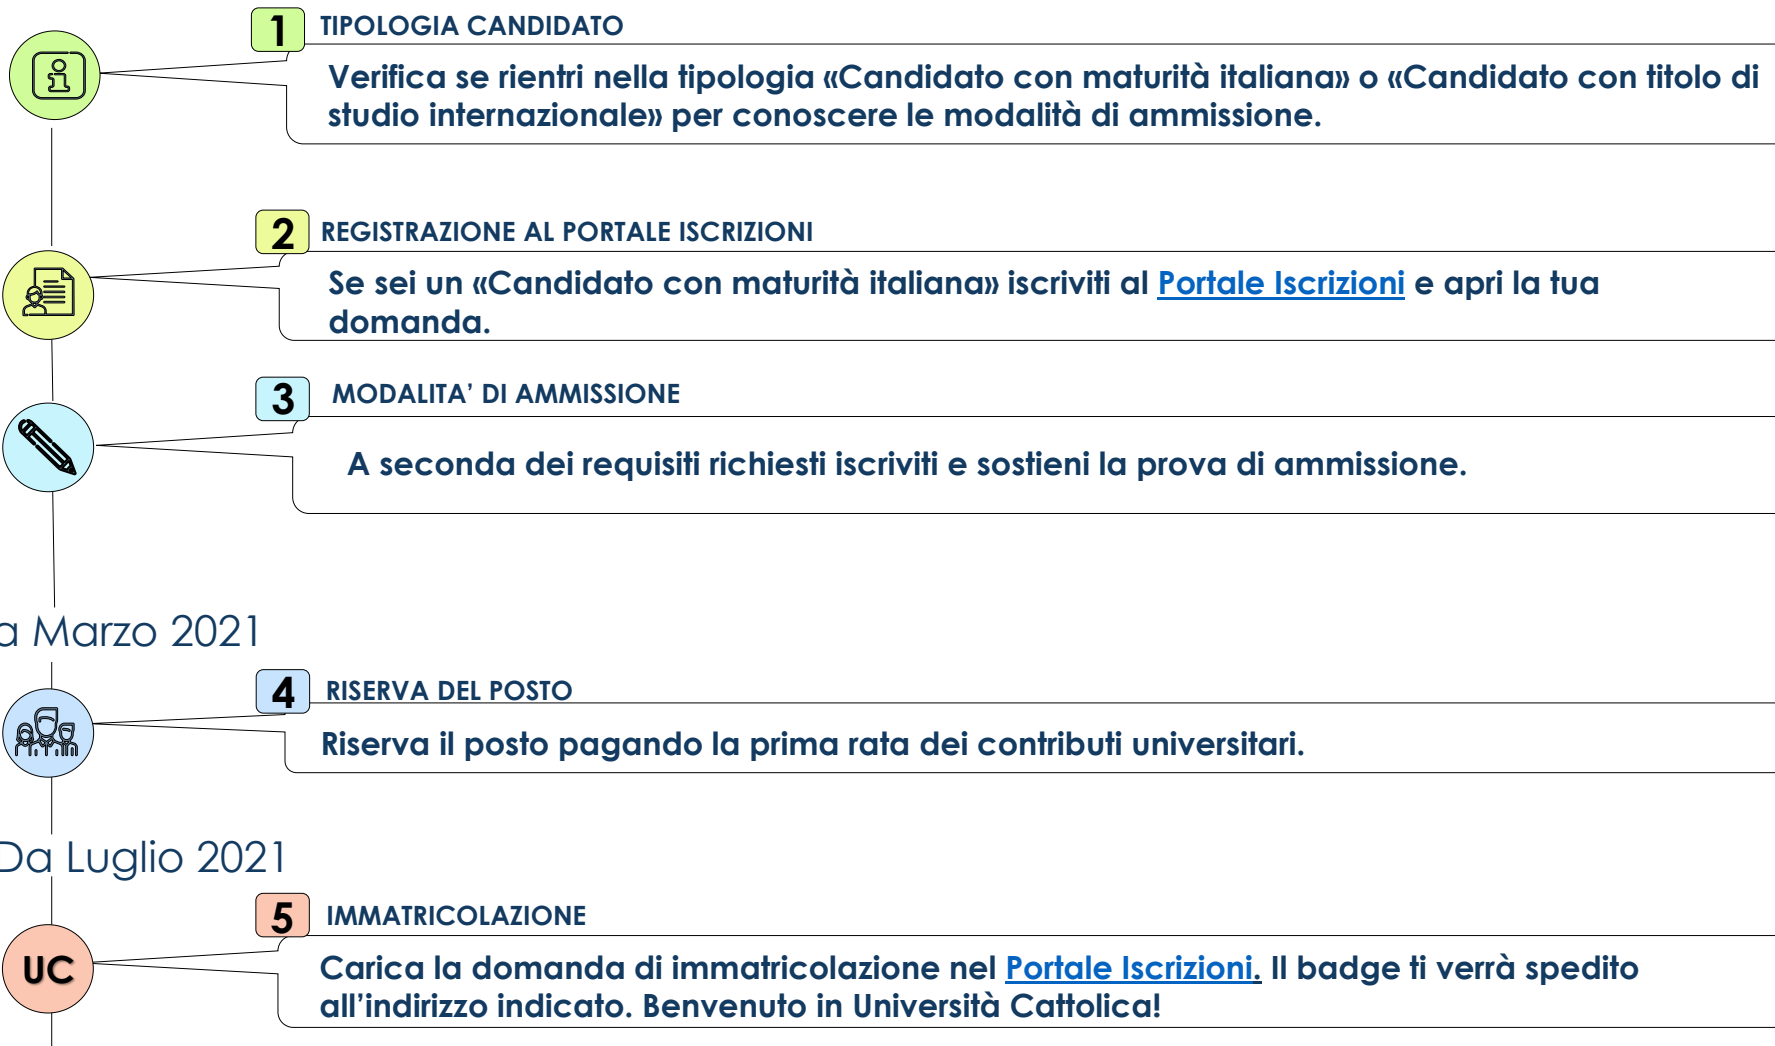 1 TIPOLOGIA CANDIDATO
Verifica se rientri nella tipologia «Candidato con maturità italiana» o «Candidato con titolo di
studio internazionale» per conoscere le modalità di ammissione.
2 REGISTRAZIONE AL PORTALE ISCRIZIONI
Se sei un «Candidato con maturità italiana» iscriviti al Portale Iscrizioni e apri la tua
domanda.
3 MODALITA’ DI AMMISSIONE
A seconda dei requisiti richiesti iscriviti e sostieni la prova di ammissione.
a Marzo 2021
4 RISERVA DEL POSTO
Riserva il posto pagando la prima rata dei contributi universitari.
Da Luglio 2021
5 IMMATRICOLAZIONE
UC
Carica la domanda di immatricolazione nel Portale Iscrizioni. Il badge ti verrà spedito
all’indirizzo indicato. Benvenuto in Università Cattolica!